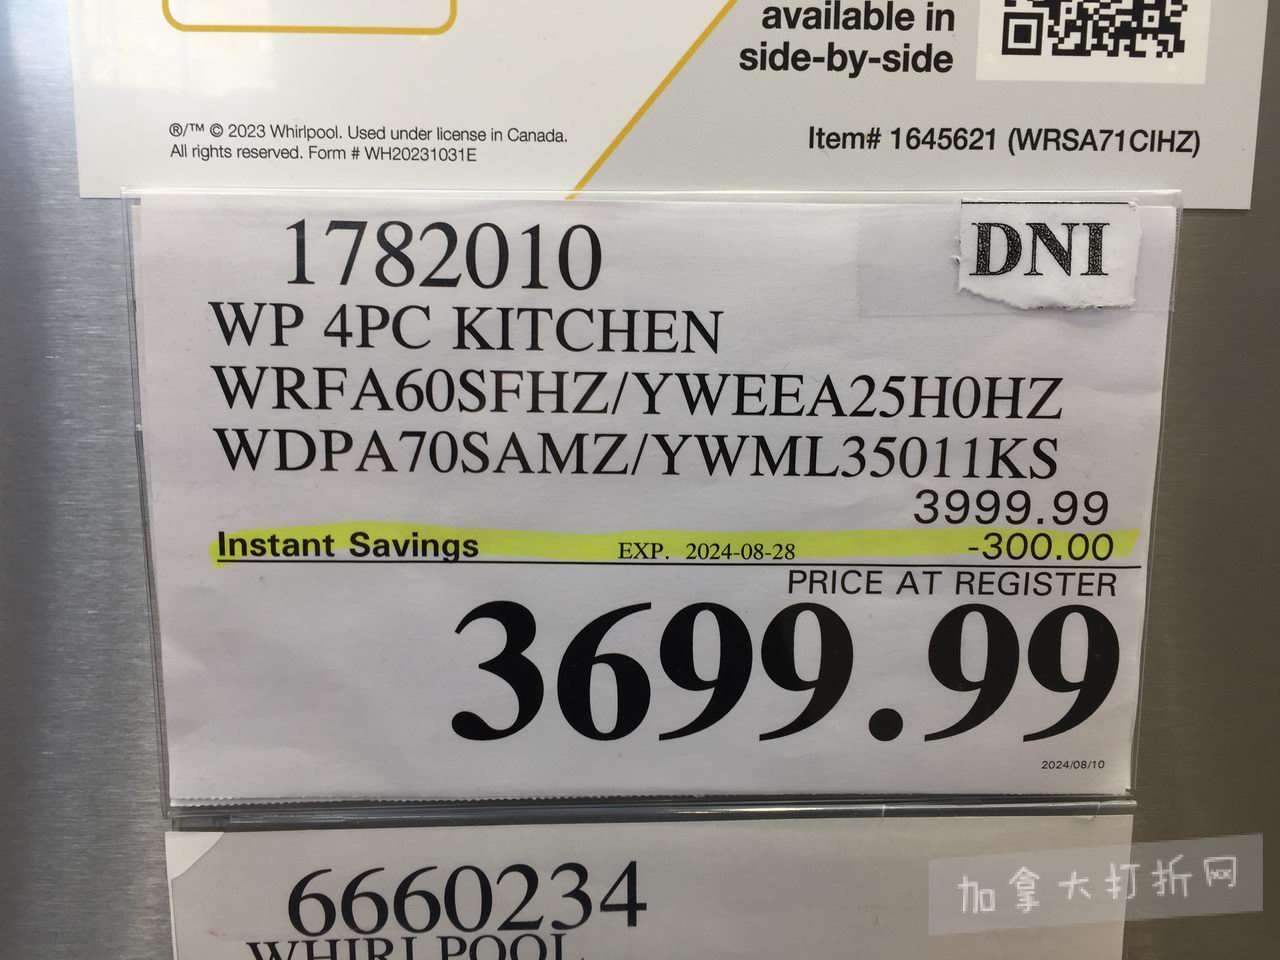 available in
side-by-side
®/™ © 2023 Whirlpool. Used under license in Canada.
All rights reserved. Form # WH20231031E
Item# 1645621 (WRSA71CIHZ)
1782010
DNI
WP 4PC KITCHEN
WRFA60SFHZ/YWEEA25H0HZ
WDPA70SAMZ/YWML35011KS
3999.99
Instant Savings EXP. 2024-08-28 -300.00
PRICE AT REGISTER
3699.99
2024/08/10
6660234
WHIRLPOOL
加拿大打折网